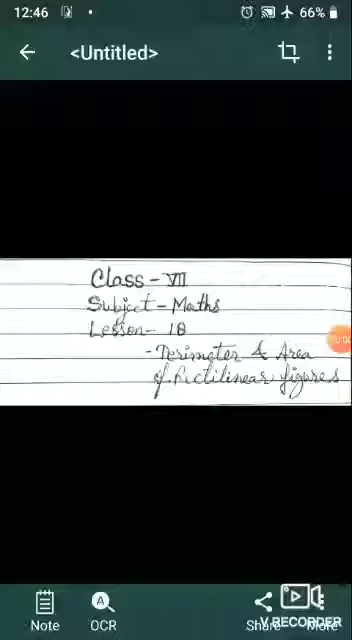 12:46
66%
<Untitled>
Class - VII
Subject - Maths
Lesson - 18
- Perimeter & Area
of Rectilinear figures
Note
OCR
Share
More
V RECORDER